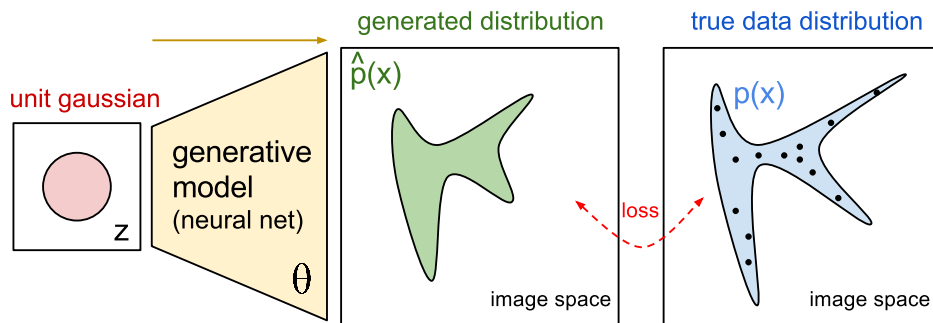 generated distribution
true data distribution
p̂(x)
unit gaussian
p(x)
generative
model
(neural net)
z
loss
θ
image space
image space